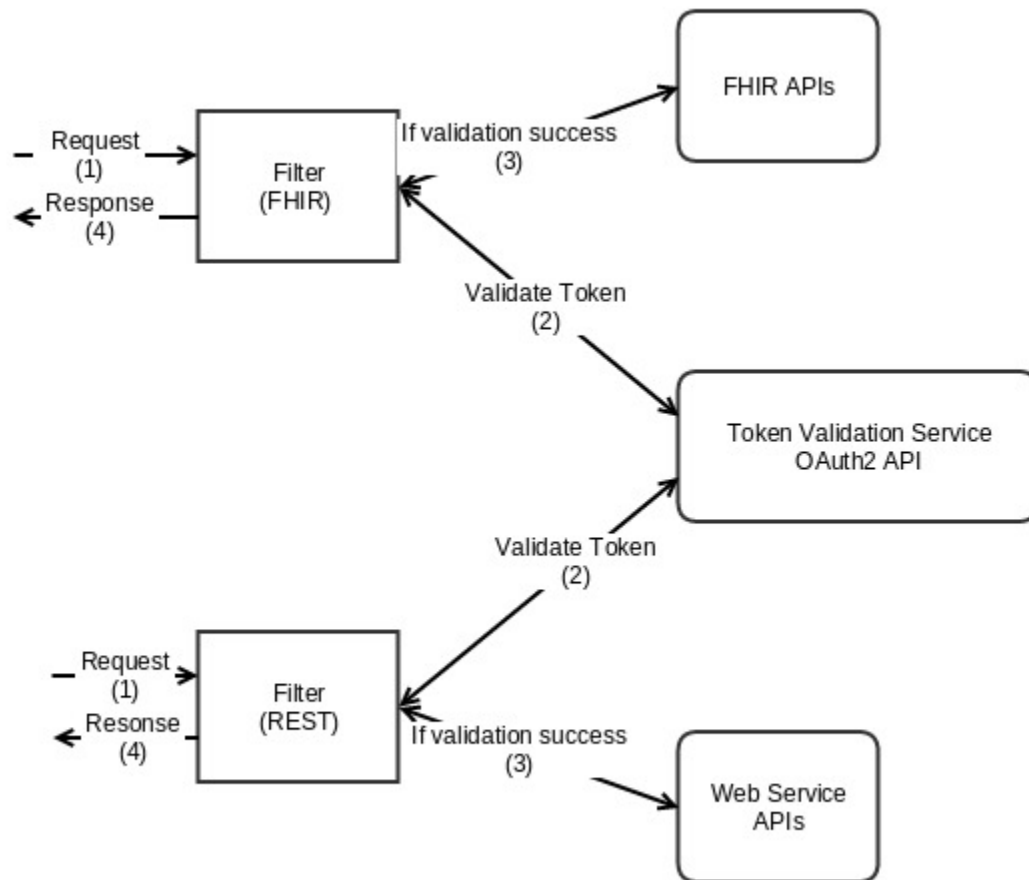 FHIR APIs
Request
(1)
If validation success
(3)
Filter
(FHIR)
Response
(4)
Validate Token
(2)
Token Validation Service
OAuth2 API
Validate Token
(2)
Request
(1)
Filter
(REST)
Resonse
(4)
If validation success
(3)
Web Service
APIs